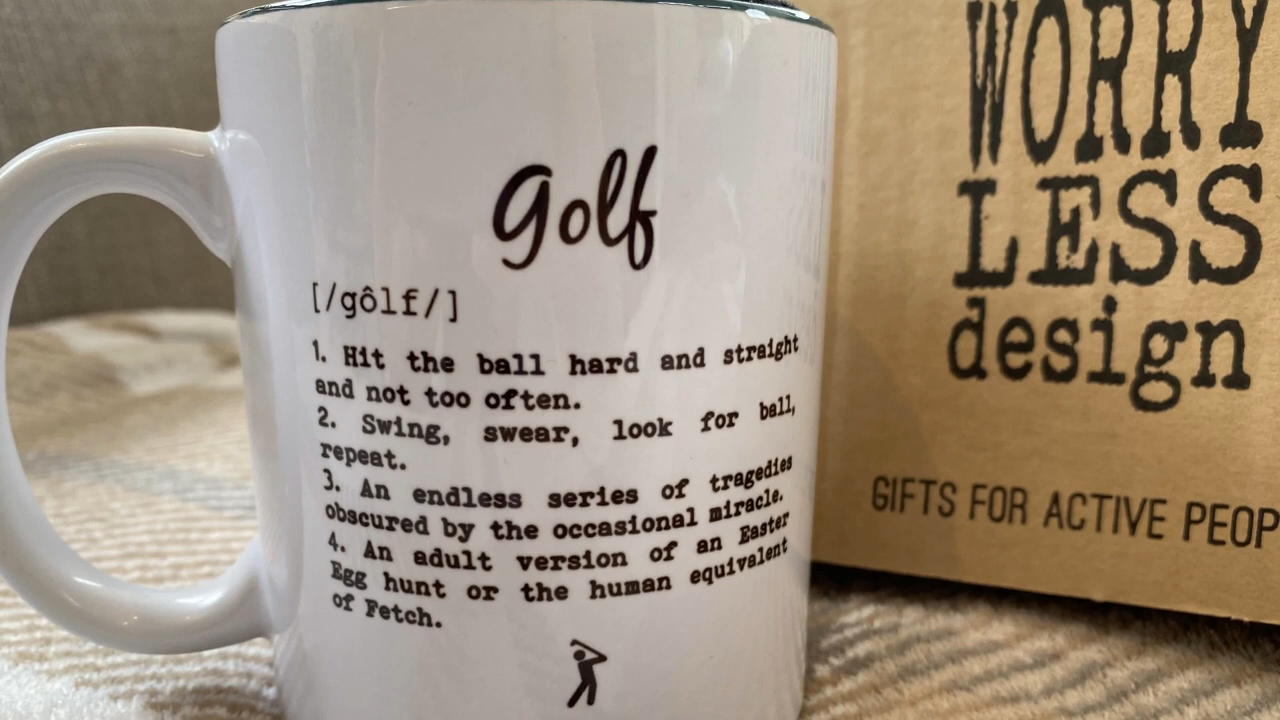 Golf
[/gôlf/]
1. Hit the ball hard and straight
and not too often.
2. Swing, swear, look for ball,
repeat.
3. An endless series of tragedies
obscured by the occasional miracle.
4. An adult version of an Easter
Egg hunt or the human equivalent
of Fetch.
WORRY
LESS
design
GIFTS FOR ACTIVE PEOP